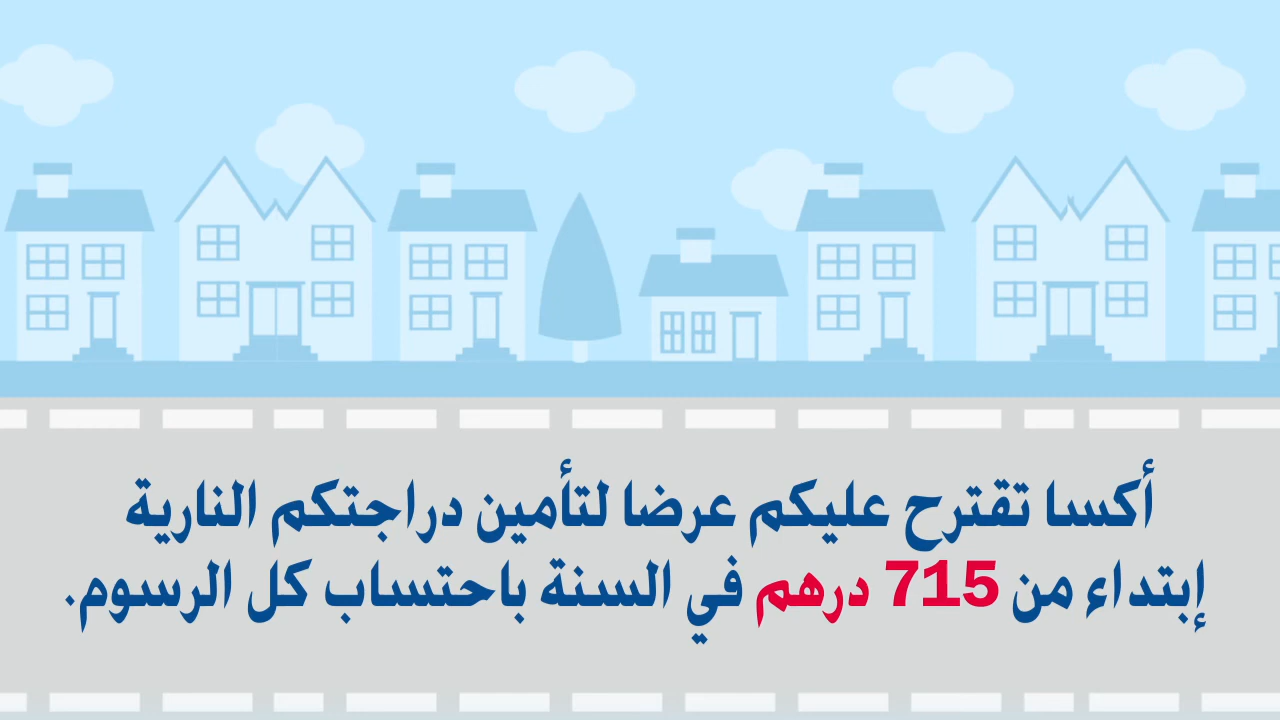 أكسا تقترح عليكم عرضا لتأمين دراجتكم النارية
إبتداء من 715 درهم في السنة باحتساب كل الرسوم.